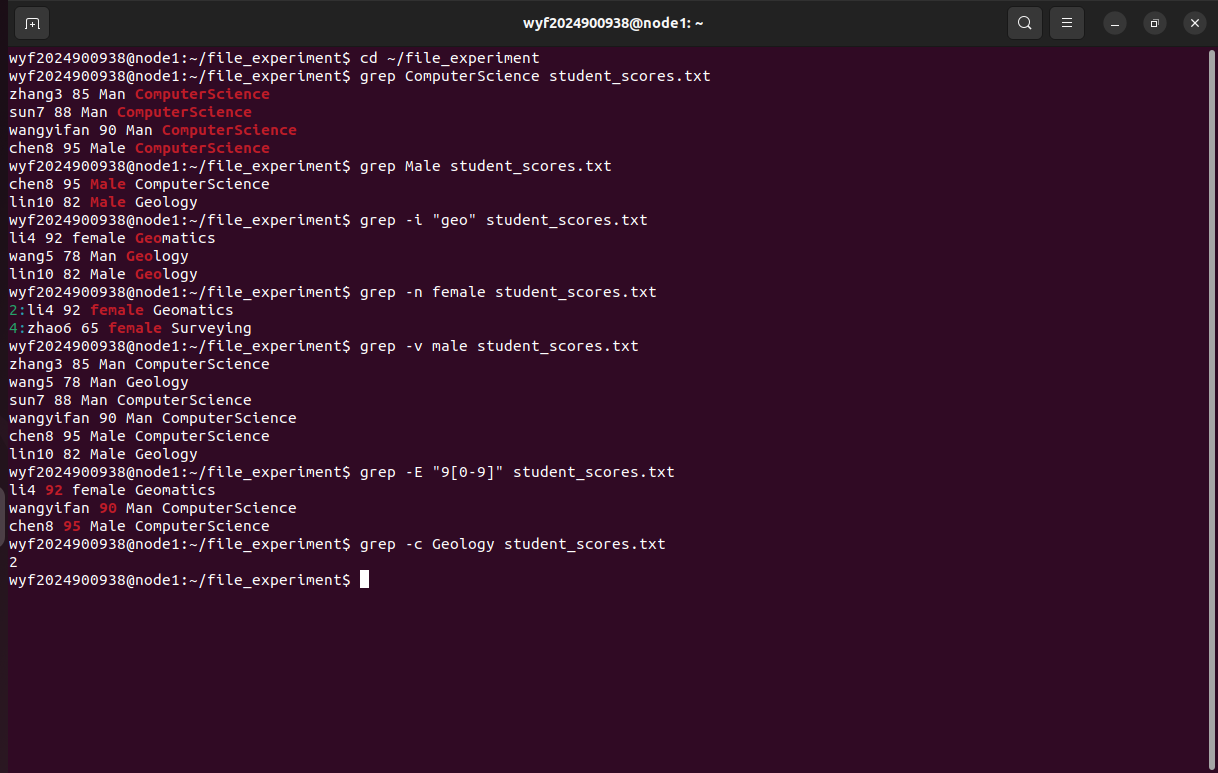 wyf2024900938@node1: ~
wyf2024900938@node1:~/file_experiment$ cd ~/file_experiment
wyf2024900938@node1:~/file_experiment$ grep ComputerScience student_scores.txt
zhang3 85 Man ComputerScience
sun7 88 Man ComputerScience
wangyifan 90 Man ComputerScience
chen8 95 Male ComputerScience
wyf2024900938@node1:~/file_experiment$ grep Male student_scores.txt
chen8 95 Male ComputerScience
lin10 82 Male Geology
wyf2024900938@node1:~/file_experiment$ grep -i "geo" student_scores.txt
li4 92 female Geomatics
wang5 78 Man Geology
lin10 82 Male Geology
wyf2024900938@node1:~/file_experiment$ grep -n female student_scores.txt
2:li4 92 female Geomatics
4:zhao6 65 female Surveying
wyf2024900938@node1:~/file_experiment$ grep -v male student_scores.txt
zhang3 85 Man ComputerScience
wang5 78 Man Geology
sun7 88 Man ComputerScience
wangyifan 90 Man ComputerScience
chen8 95 Male ComputerScience
lin10 82 Male Geology
wyf2024900938@node1:~/file_experiment$ grep -E "9[0-9]" student_scores.txt
li4 92 female Geomatics
wangyifan 90 Man ComputerScience
chen8 95 Male ComputerScience
wyf2024900938@node1:~/file_experiment$ grep -c Geology student_scores.txt
2
wyf2024900938@node1:~/file_experiment$